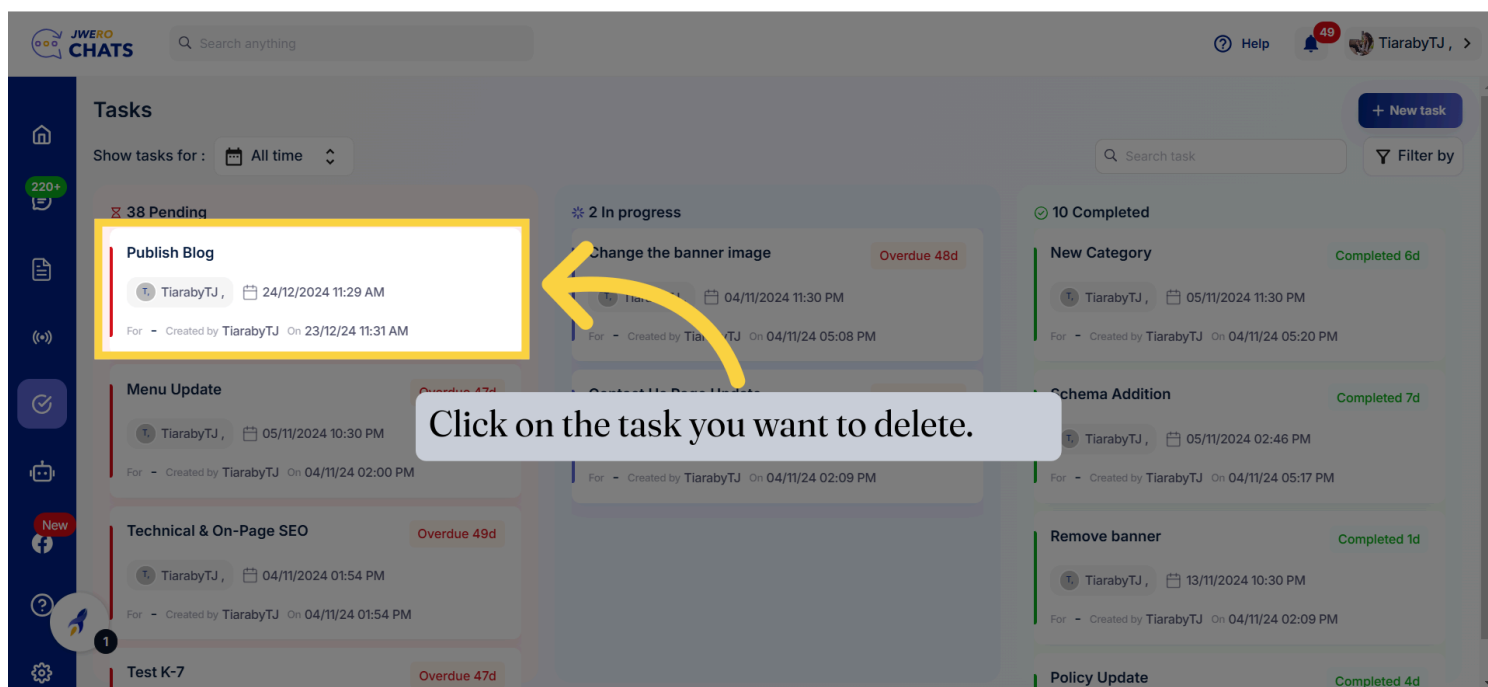 JWERO
CHATS
Search anything
Help
49
TiarabyTJ ,
Tasks
+ New task
Show tasks for :
All time
Search task
Filter by
220+
38 Pending
Publish Blog
T, TiarabyTJ , 24/12/2024 11:29 AM
For - Created by TiarabyTJ On 23/12/24 11:31 AM
Menu Update
Overdue 47d
T, TiarabyTJ , 05/11/2024 10:30 PM
For - Created by TiarabyTJ On 04/11/24 02:00 PM
Technical & On-Page SEO
Overdue 49d
T, TiarabyTJ , 04/11/2024 01:54 PM
For - Created by TiarabyTJ On 04/11/24 01:54 PM
Test K-7
Overdue 47d
2 In progress
Change the banner image
Overdue 48d
T, TiarabyTJ 04/11/2024 11:30 PM
For - Created by TiarabyTJ On 04/11/24 05:08 PM
Contact Us Page Update
For - Created by TiarabyTJ On 04/11/24 02:09 PM
10 Completed
New Category
Completed 6d
T, TiarabyTJ , 05/11/2024 11:30 PM
For - Created by TiarabyTJ On 04/11/24 05:20 PM
Schema Addition
Completed 7d
T, TiarabyTJ , 05/11/2024 02:46 PM
For - Created by TiarabyTJ On 04/11/24 05:17 PM
Remove banner
Completed 1d
T, TiarabyTJ , 13/11/2024 10:30 PM
For - Created by TiarabyTJ On 04/11/24 02:09 PM
Policy Update
Completed 4d
Click on the task you want to delete.
New
1